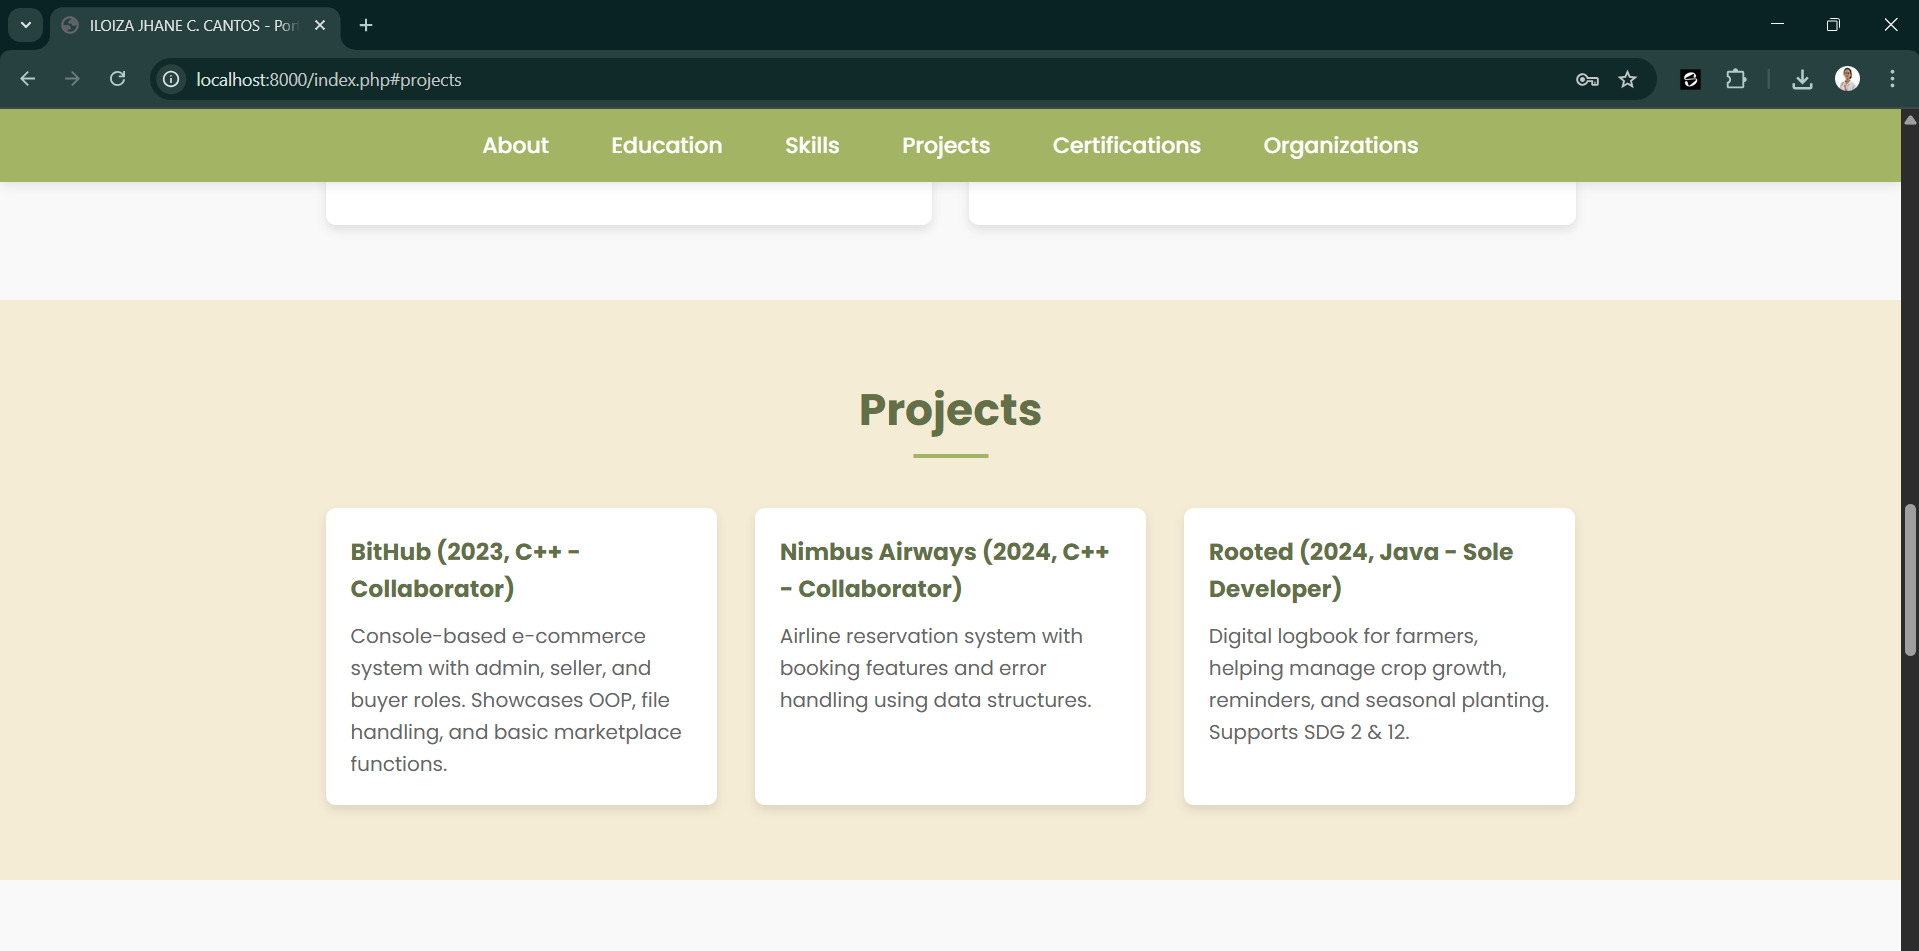 ILOIZA JHANE C. CANTOS - Por
localhost:8000/index.php#projects
About Education Skills Projects Certifications Organizations
Projects
BitHub (2023, C++ -
Collaborator)
Console-based e-commerce
system with admin, seller, and
buyer roles. Showcases OOP, file
handling, and basic marketplace
functions.
Nimbus Airways (2024, C++
- Collaborator)
Airline reservation system with
booking features and error
handling using data structures.
Rooted (2024, Java - Sole
Developer)
Digital logbook for farmers,
helping manage crop growth,
reminders, and seasonal planting.
Supports SDG 2 & 12.